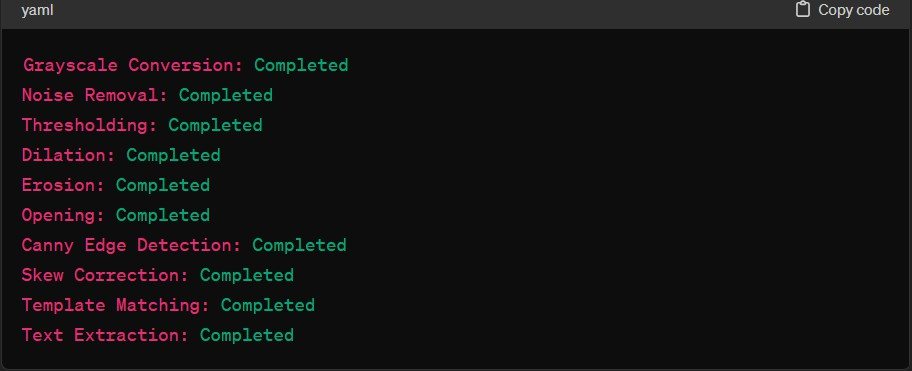 yaml Copy code
Grayscale Conversion: Completed
Noise Removal: Completed
Thresholding: Completed
Dilation: Completed
Erosion: Completed
Opening: Completed
Canny Edge Detection: Completed
Skew Correction: Completed
Template Matching: Completed
Text Extraction: Completed